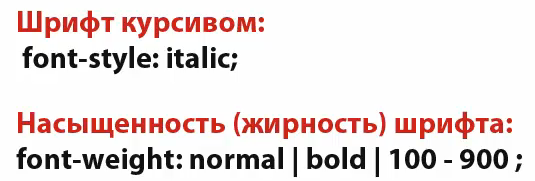 Шрифт курсивом:
font-style: italic;
Насыщенность (жирность) шрифта:
font-weight: normal | bold | 100 - 900 ;